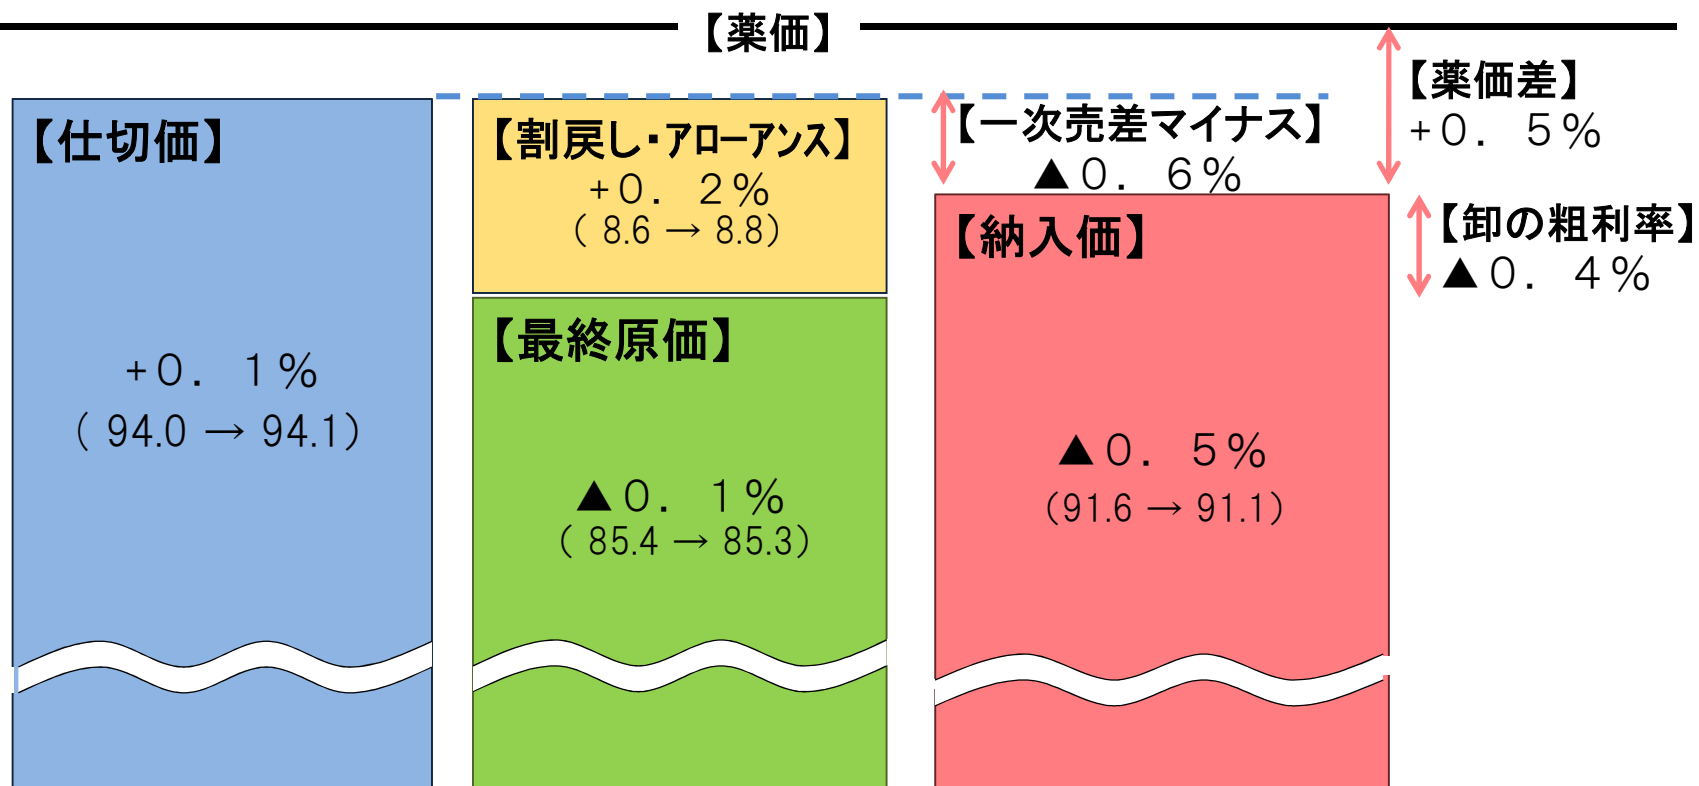 【薬価】
【仕切価】
+０．１％
( 94.0 → 94.1)
【割戻し・アローアンス】
+０．２％
( 8.6 → 8.8)
【最終原価】
▲０．１％
( 85.4 → 85.3)
【一次売差マイナス】
▲０．６％
【納入価】
▲０．５％
(91.6 → 91.1)
【薬価差】
+０．５％
【卸の粗利率】
▲０．４％